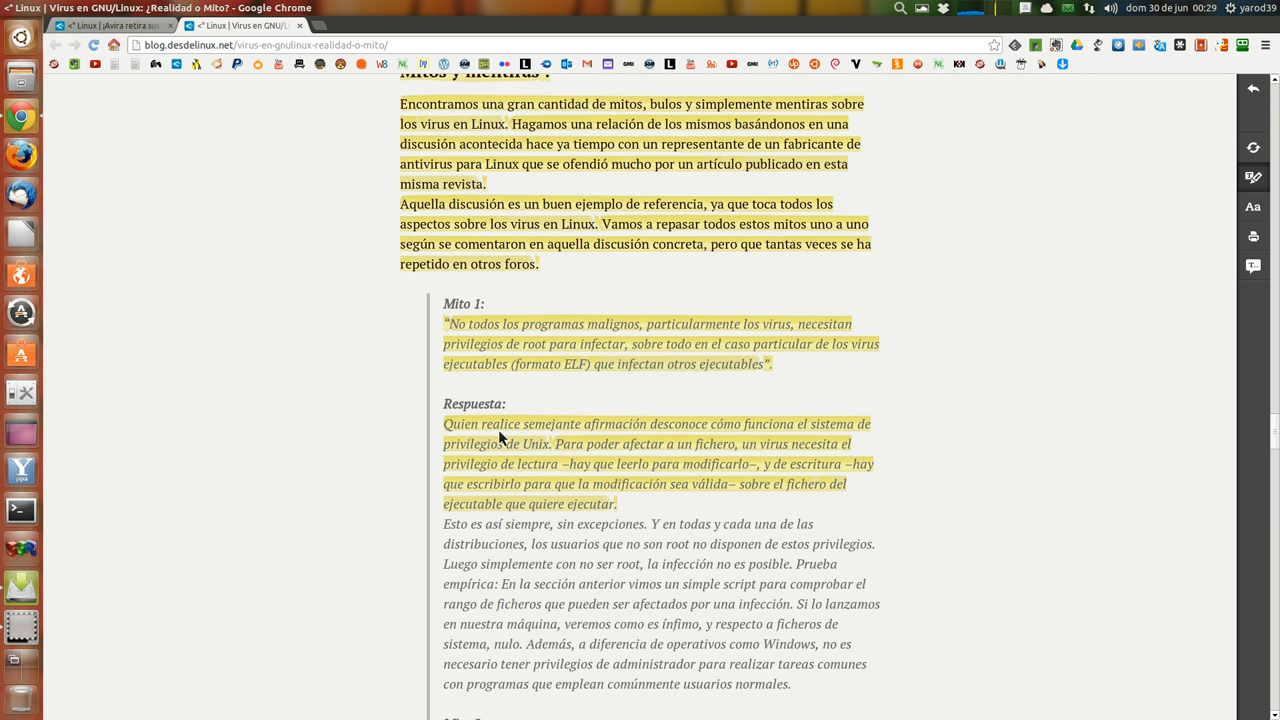 <° Linux | Virus en GNU/Linux: ¿Realidad o Mito? - Google Chrome
dom 30 de jun 00:29
yarod39
<° Linux | ¡Avira retira su
<° Linux | Virus en GNU/L
blog.desdelinux.net/virus-en-gnulinux-realidad-o-mito/
Mitos y mentiras :
Encontramos una gran cantidad de mitos, bulos y simplemente mentiras sobre
los virus en Linux. Hagamos una relación de los mismos basándonos en una
discusión acontecida hace ya tiempo con un representante de un fabricante de
antivirus para Linux que se ofendió mucho por un artículo publicado en esta
misma revista.
Aquella discusión es un buen ejemplo de referencia, ya que toca todos los
aspectos sobre los virus en Linux. Vamos a repasar todos estos mitos uno a uno
según se comentaron en aquella discusión concreta, pero que tantas veces se ha
repetido en otros foros.
Mito 1:
“No todos los programas malignos, particularmente los virus, necesitan
privilegios de root para infectar, sobre todo en el caso particular de los virus
ejecutables (formato ELF) que infectan otros ejecutables”.
Respuesta:
Quien realice semejante afirmación desconoce cómo funciona el sistema de
privilegios de Unix. Para poder afectar a un fichero, un virus necesita el
privilegio de lectura –hay que leerlo para modificarlo–, y de escritura –hay
que escribirlo para que la modificación sea válida– sobre el fichero del
ejecutable que quiere ejecutar.
Esto es así siempre, sin excepciones. Y en todas y cada una de las
distribuciones, los usuarios que no son root no disponen de estos privilegios.
Luego simplemente con no ser root, la infección no es posible. Prueba
empírica: En la sección anterior vimos un simple script para comprobar el
rango de ficheros que pueden ser afectados por una infección. Si lo lanzamos
en nuestra máquina, veremos como es ínfimo, y respecto a ficheros de
sistema, nulo. Además, a diferencia de operativos como Windows, no es
necesario tener privilegios de administrador para realizar tareas comunes
con programas que emplean comúnmente usuarios normales.
Aa